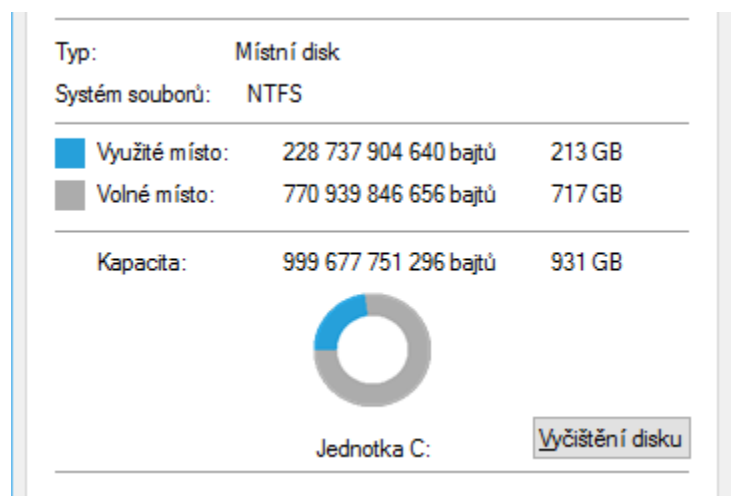 Typ: Místní disk
Systém souborů: NTFS
Využité místo: 228 737 904 640 bajtů 213 GB
Volné místo: 770 939 846 656 bajtů 717 GB
Kapacita: 999 677 751 296 bajtů 931 GB
Jednotka C: Vyčištění disku